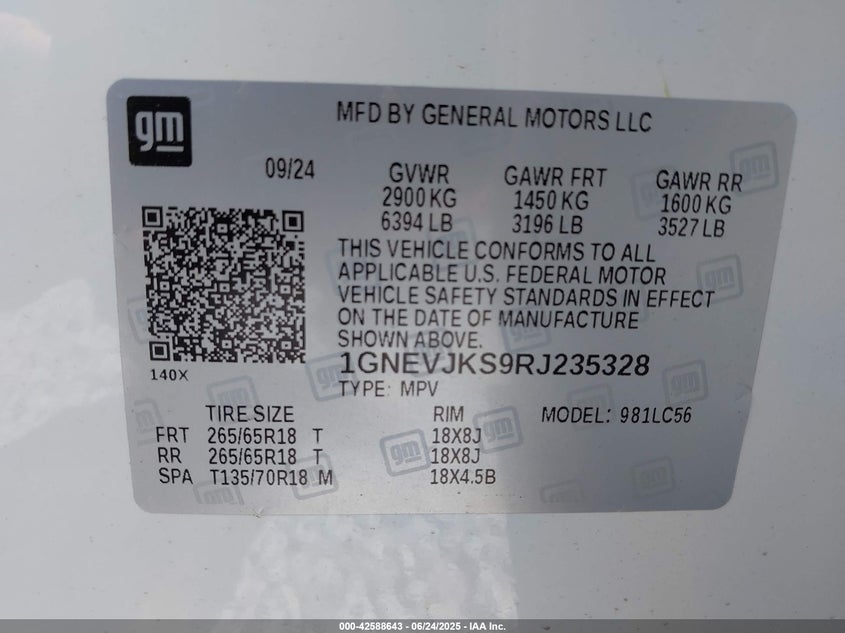 gm
MFD BY GENERAL MOTORS LLC
09/24
GVWR GAWR FRT GAWR RR
2900 KG 1450 KG 1600 KG
6394 LB 3196 LB 3527 LB
THIS VEHICLE CONFORMS TO ALL
APPLICABLE U.S. FEDERAL MOTOR
VEHICLE SAFETY STANDARDS IN EFFECT
ON THE DATE OF MANUFACTURE
SHOWN ABOVE.
140X
1GNEVJKS9RJ235328
TYPE: MPV
TIRE SIZE RIM MODEL: 981LC56
FRT 265/65R18 T 18X8J
RR 265/65R18 T 18X8J
SPA T135/70R18 M 18X4.5B
000-42588643 - 06/24/2025 - IAA Inc.